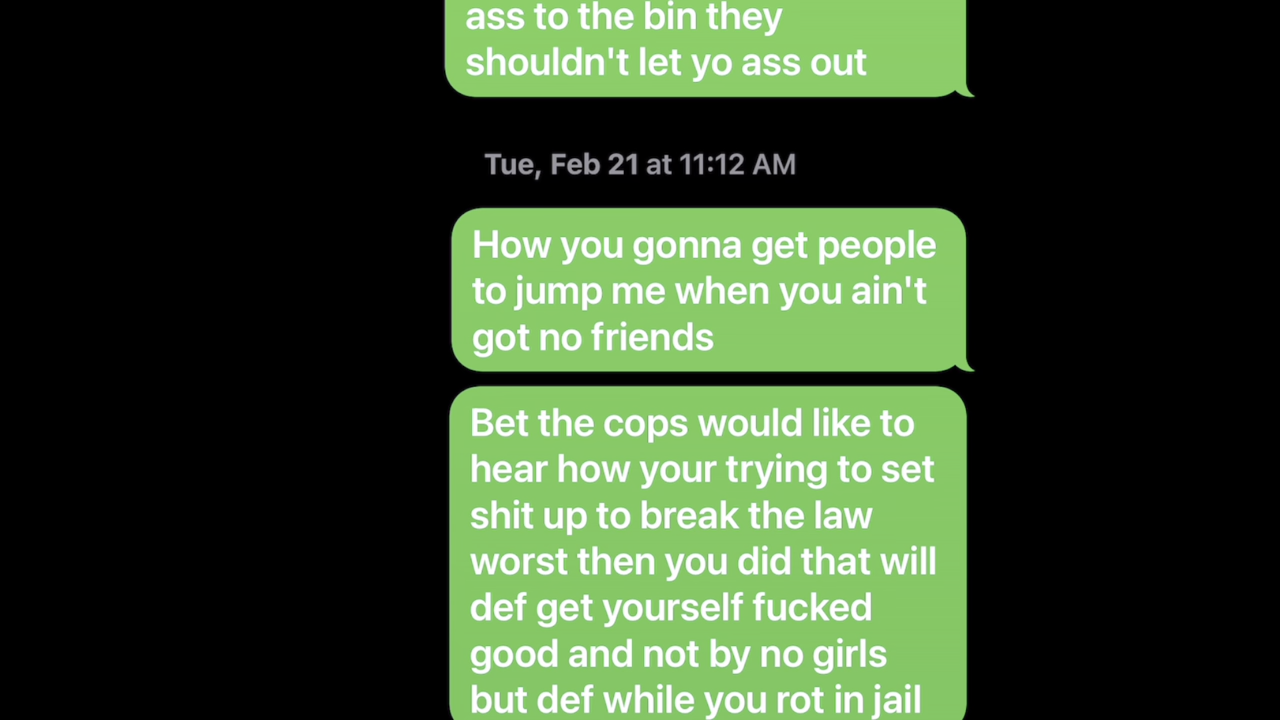 ass to the bin they
shouldn't let yo ass out
Tue, Feb 21 at 11:12 AM
How you gonna get people
to jump me when you ain't
got no friends
Bet the cops would like to
hear how your trying to set
shit up to break the law
worst then you did that will
def get yourself fucked
good and not by no girls
but def while you rot in jail